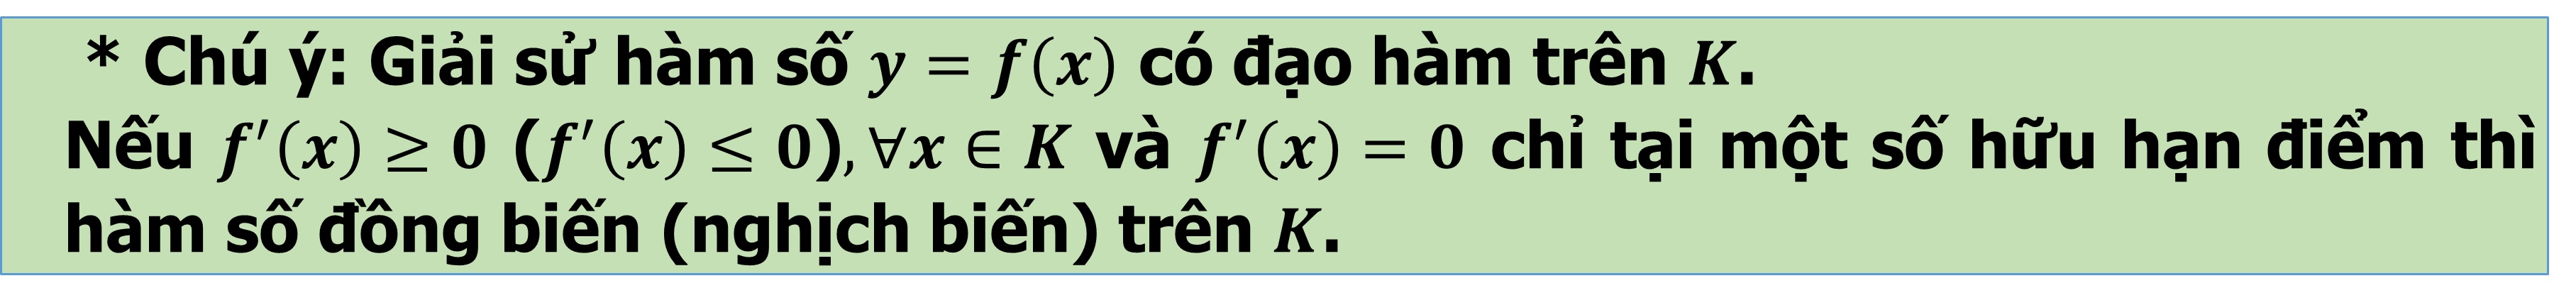 * Chú ý: Giải sử hàm số y = f(x) có đạo hàm trên K.
Nếu f′(x) ≥ 0 (f′(x) ≤ 0), ∀x ∈ K và f′(x) = 0 chỉ tại một số hữu hạn điểm thì
hàm số đồng biến (nghịch biến) trên K.